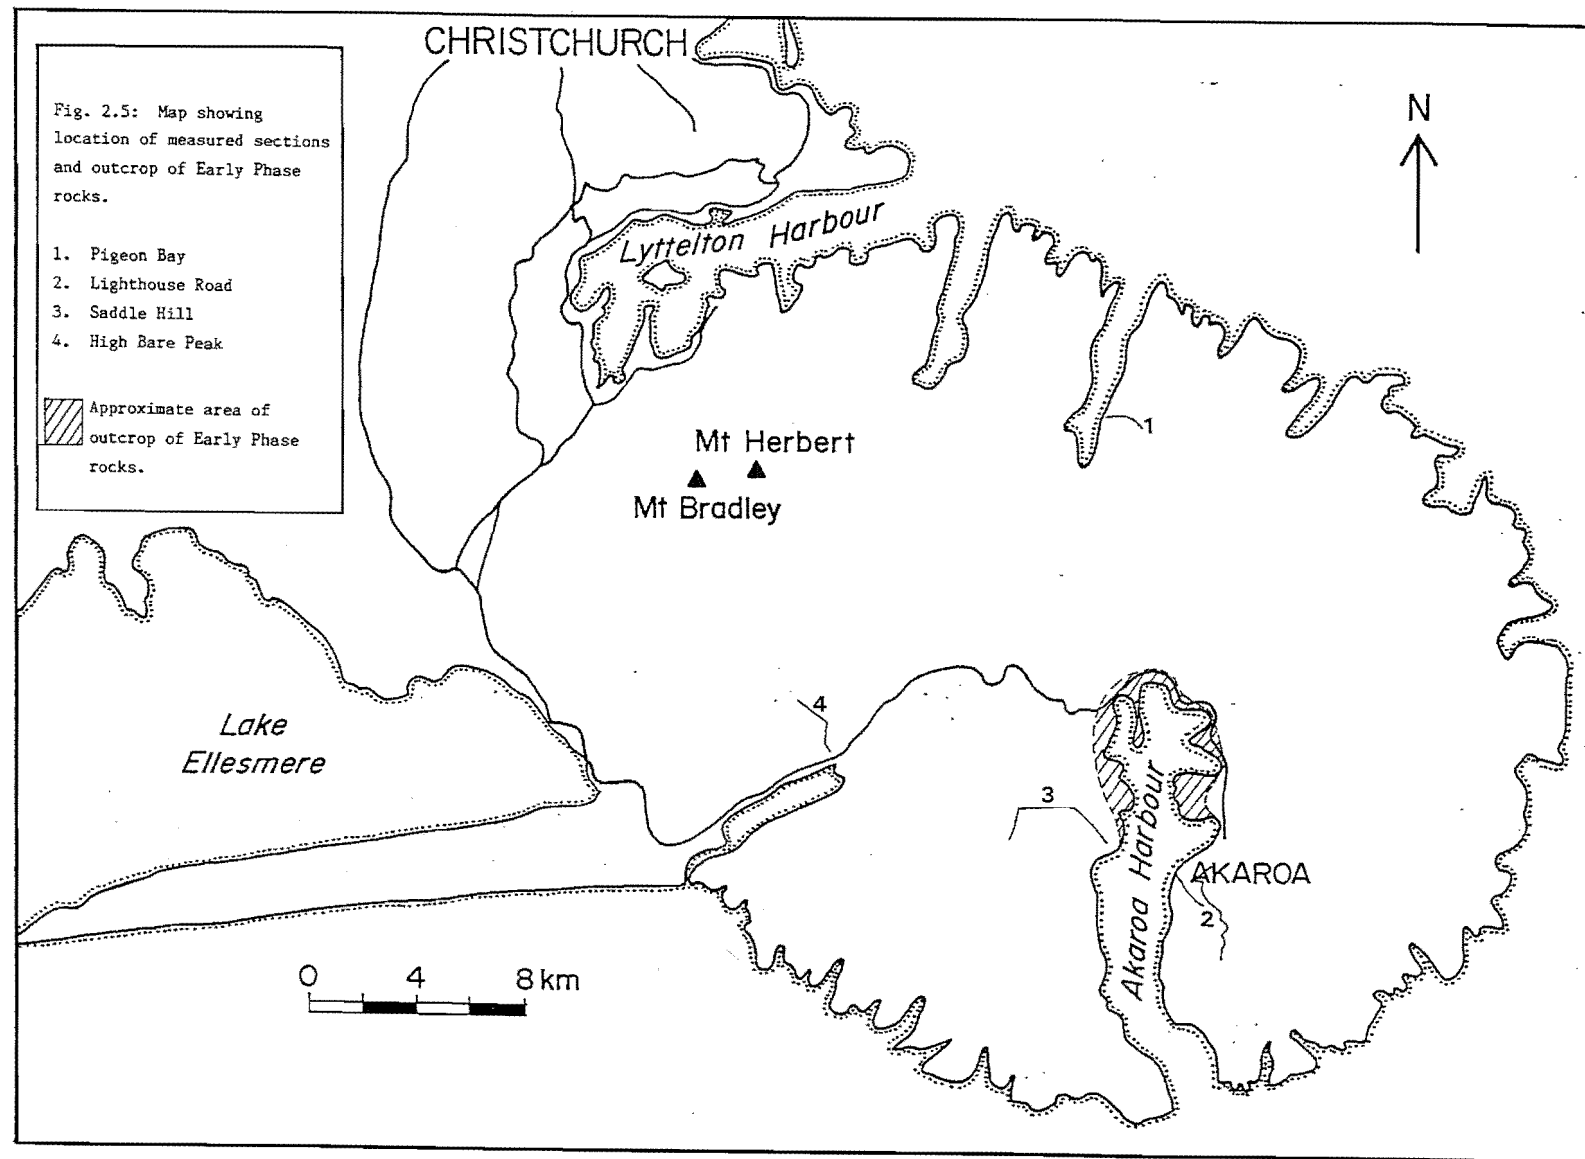 CHRISTCHURCH
Fig. 2.5: Map showing
location of measured sections
and outcrop of Early Phase
rocks.
1. Pigeon Bay
2. Lighthouse Road
3. Saddle Hill
4. High Bare Peak
Approximate area of
outcrop of Early Phase
rocks.
N
Lyttelton Harbour
1
Mt Herbert
Mt Bradley
4
Lake
Ellesmere
3
Akaroa Harbour
AKAROA
2
0 4 8 km